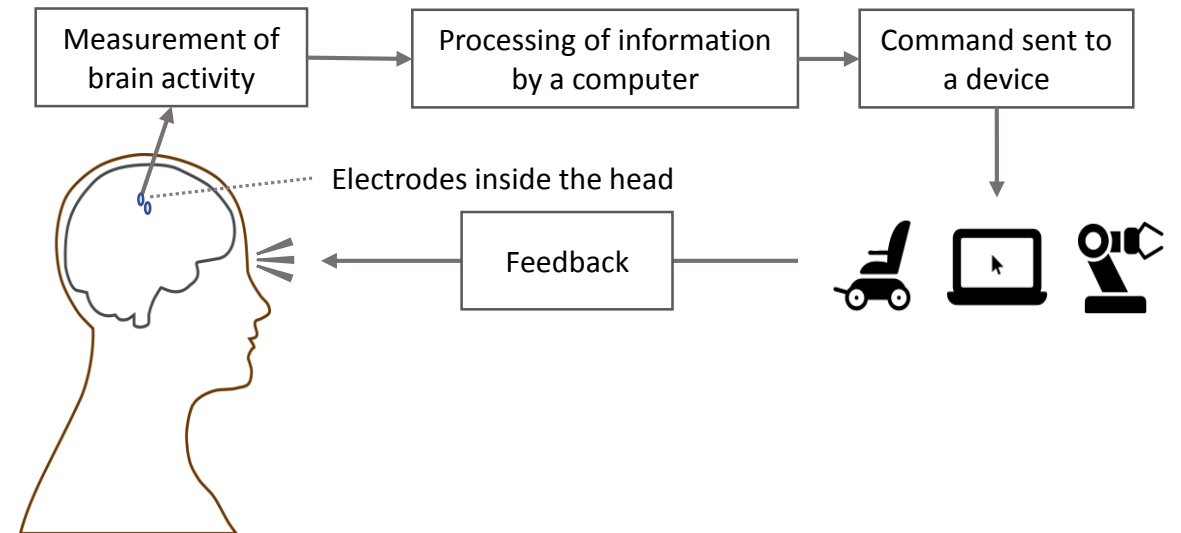 Measurement of
brain activity
Processing of information
by a computer
Command sent to
a device
Electrodes inside the head
Feedback